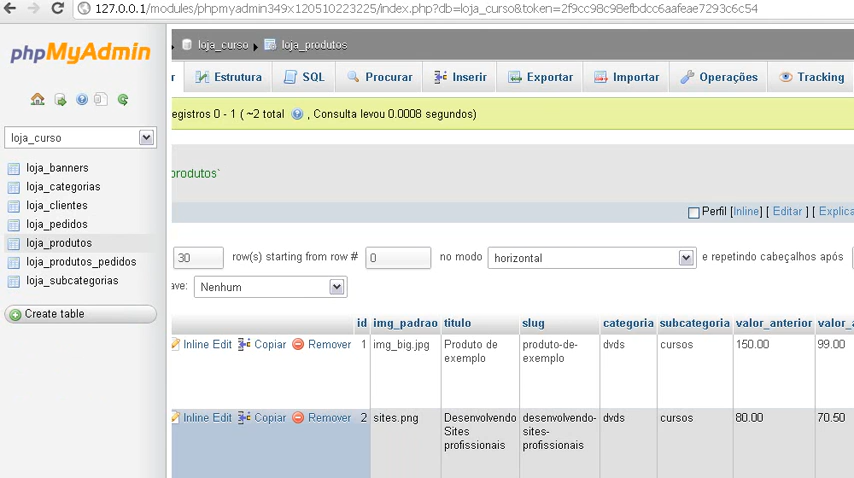 127.0.0.1/modules/phpmyadmin349x120510223225/index.php?db=loja_curso&token=2f9cc98c98efbdcc6aafeae7293c6c54
phpMyAdmin
loja_curso
loja_banners
loja_categorias
loja_clientes
loja_pedidos
loja_produtos
loja_produtos_pedidos
loja_subcategorias
Create table
loja_curso loja_produtos
r Estrutura SQL Procurar Inserir Exportar Importar Operações Tracking
egistros 0 - 1 ( ~2 total , Consulta levou 0.0008 segundos)
produtos`
Perfil [Inline] [ Editar ] [ Explica
30 row(s) starting from row # 0 no modo horizontal e repetindo cabeçalhos após
ave: Nenhum
id img_padrao titulo slug categoria subcategoria valor_anterior valor_a
Inline Edit Copiar Remover 1 img_big.jpg Produto de produto-de- dvds cursos 150.00 99.00
exemplo exemplo
Inline Edit Copiar Remover 2 sites.png Desenvolvendo desenvolvendo- dvds cursos 80.00 70.50
Sites sites-
profissionais profissionais